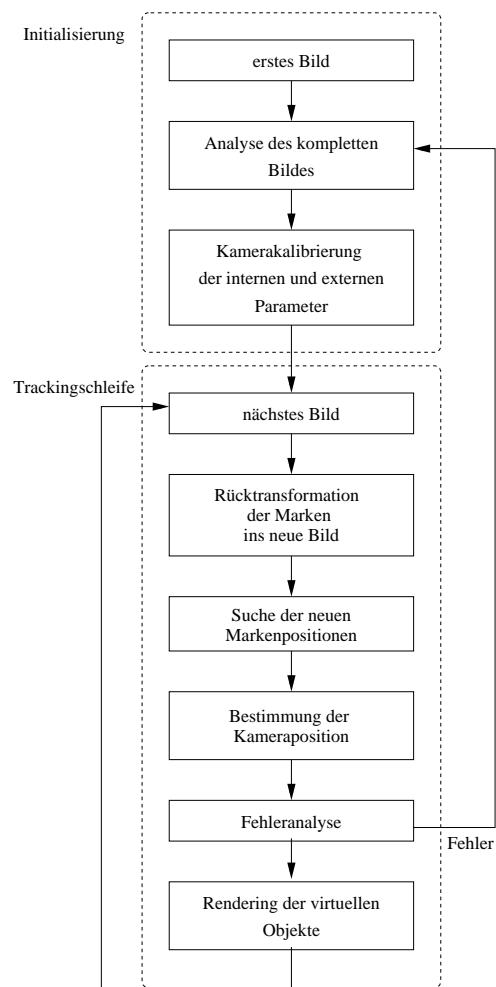 Initialisierung
erstes Bild
Analyse des kompletten
Bildes
Kamerakalibrierung
der internen und externen
Parameter
Trackingschleife
nächstes Bild
Rücktransformation
der Marken
ins neue Bild
Suche der neuen
Markenpositionen
Bestimmung der
Kameraposition
Fehleranalyse
Fehler
Rendering der virtuellen
Objekte